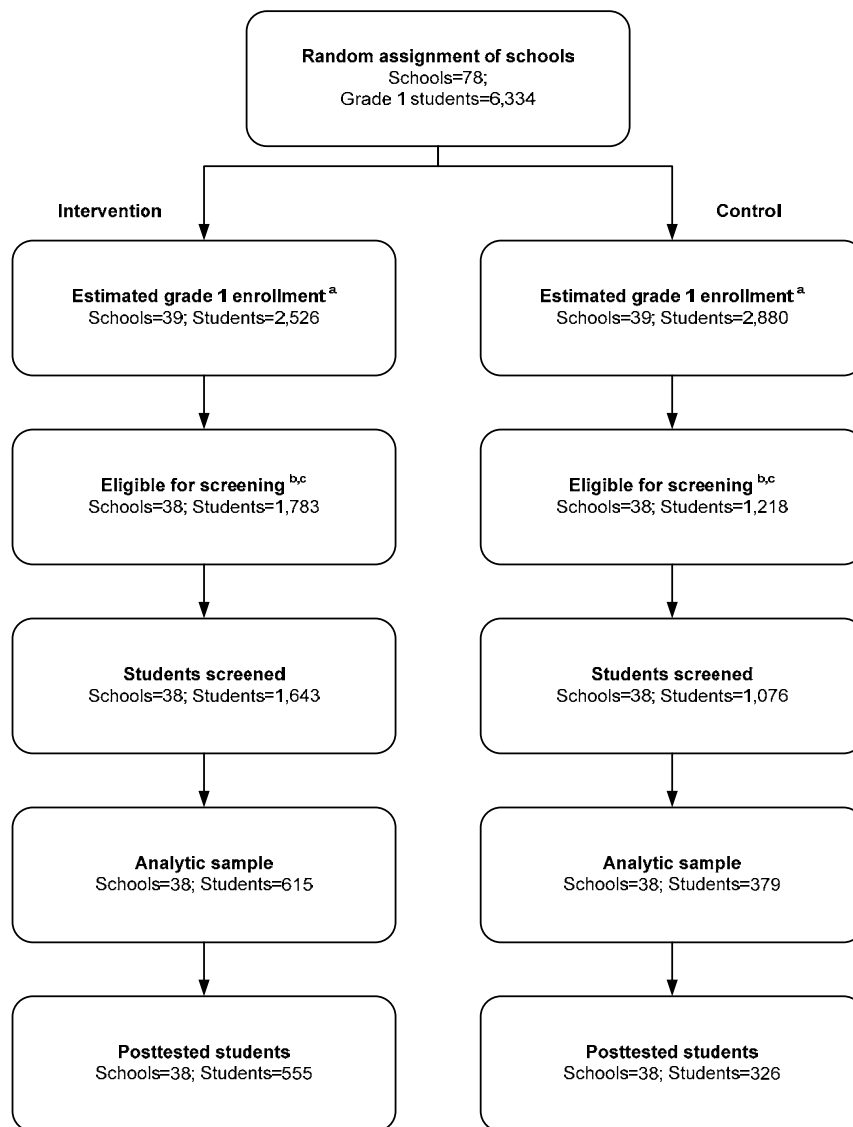 Random assignment of schools
Schools=78;
Grade 1 students=6,334
Intervention
Control
Estimated grade 1 enrollment a
Schools=39; Students=2,526
Estimated grade 1 enrollment a
Schools=39; Students=2,880
Eligible for screening b,c
Schools=38; Students=1,783
Eligible for screening b,c
Schools=38; Students=1,218
Students screened
Schools=38; Students=1,643
Students screened
Schools=38; Students=1,076
Analytic sample
Schools=38; Students=615
Analytic sample
Schools=38; Students=379
Posttested students
Schools=38; Students=555
Posttested students
Schools=38; Students=326